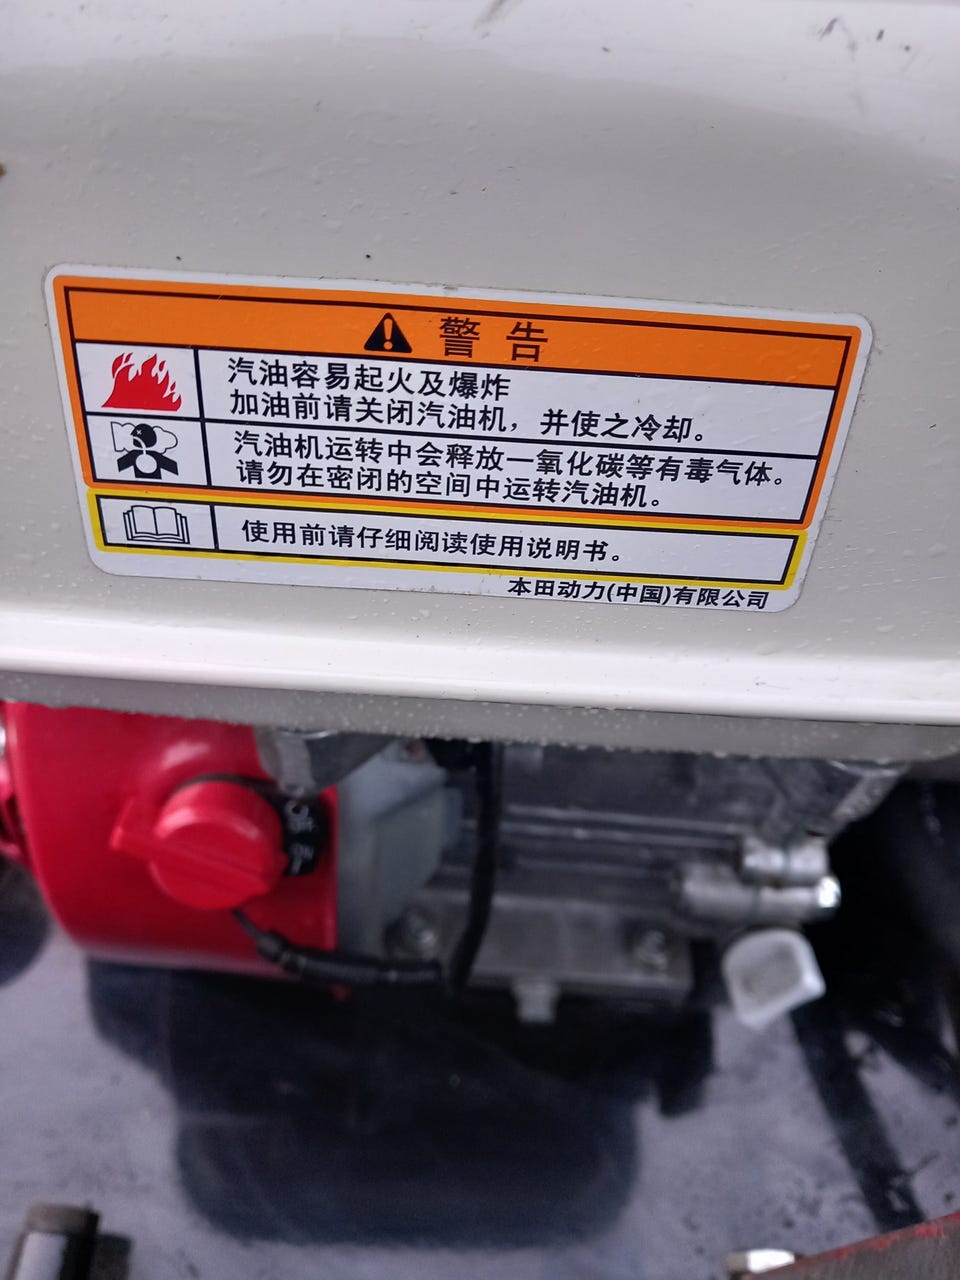 警告
汽油容易起火及爆炸
加油前请关闭汽油机，并使之冷却。
汽油机运转中会释放一氧化碳等有毒气体。
请勿在密闭的空间中运转汽油机。
使用前请仔细阅读使用说明书。
本田动力(中国)有限公司